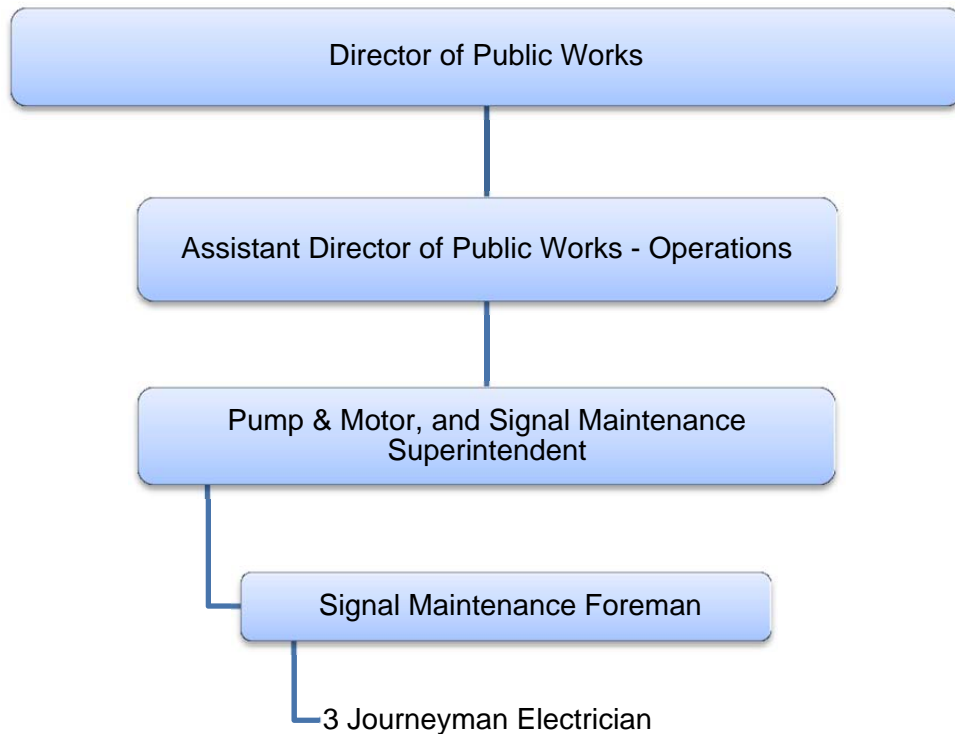 Director of Public Works
Assistant Director of Public Works - Operations
Pump & Motor, and Signal Maintenance
Superintendent
Signal Maintenance Foreman
3 Journeyman Electrician